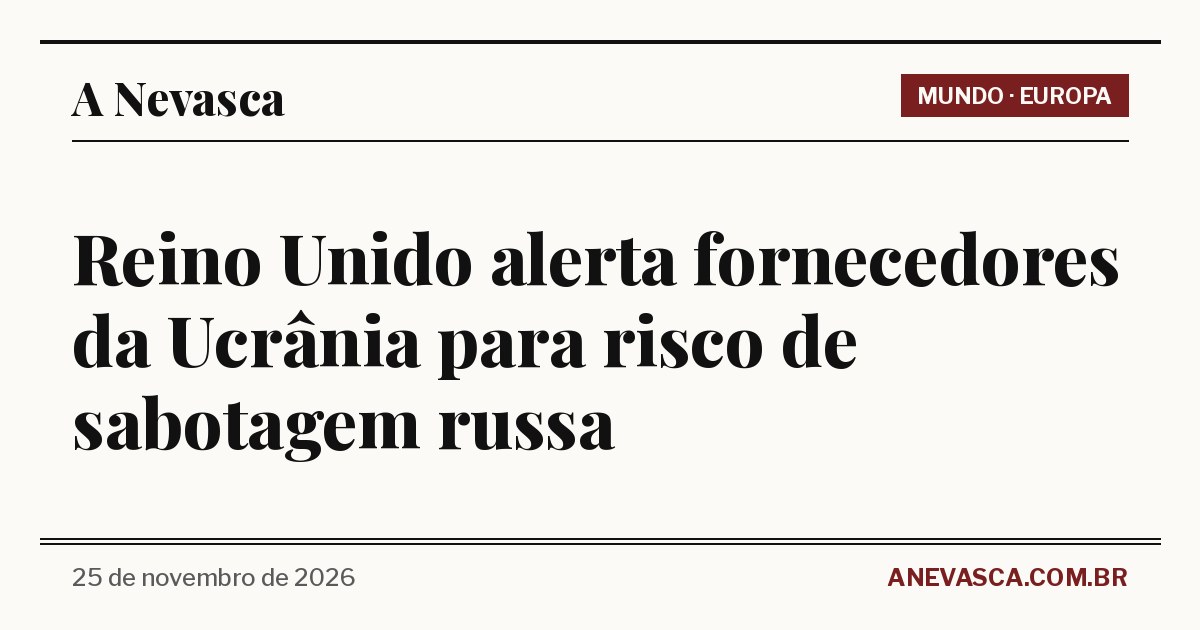 A Nevasca
MUNDO · EUROPA
Reino Unido alerta fornecedores
da Ucrânia para risco de
sabotagem russa
25 de novembro de 2026
ANEVASCA.COM.BR